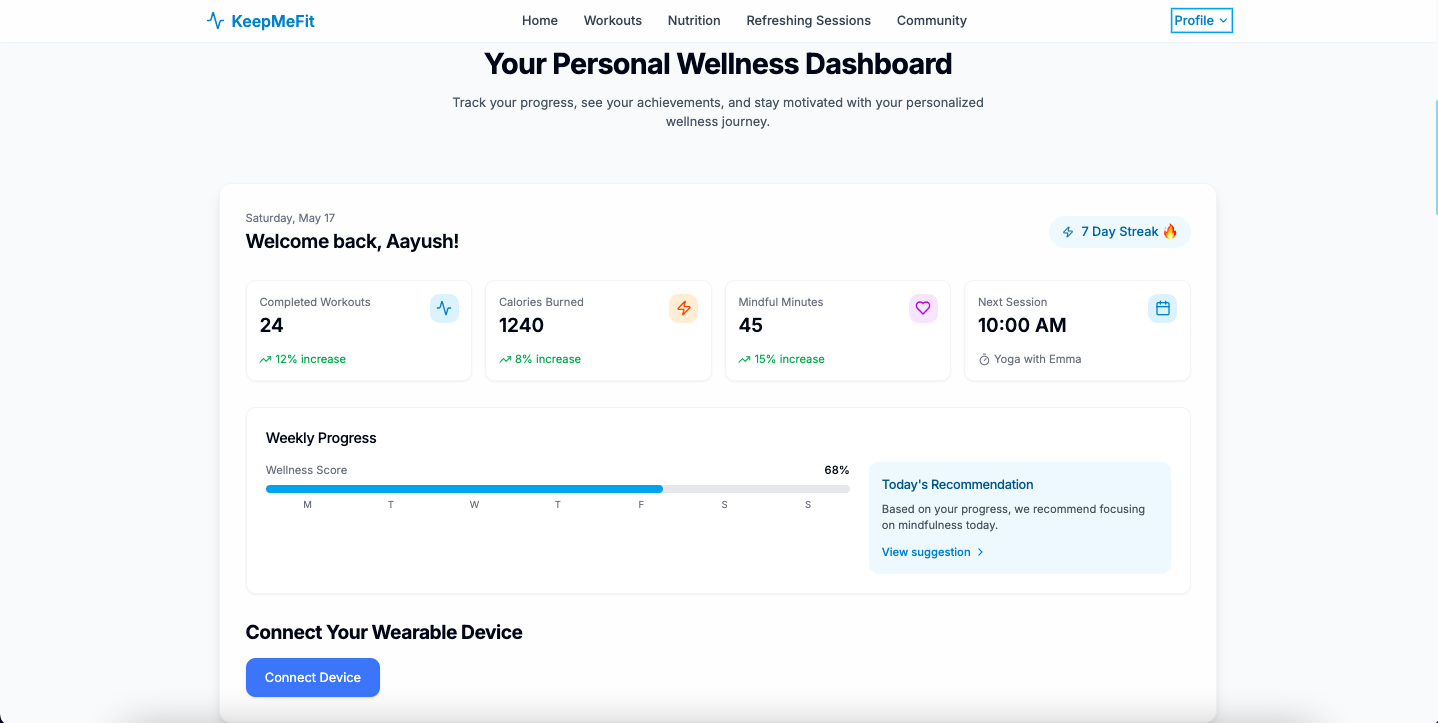 KeepMeFit
Home Workouts Nutrition Refreshing Sessions Community
Profile
Your Personal Wellness Dashboard
Track your progress, see your achievements, and stay motivated with your personalized
wellness journey.
Saturday, May 17
Welcome back, Aayush!
7 Day Streak 🔥
Completed Workouts
24
12% increase
Calories Burned
1240
8% increase
Mindful Minutes
45
15% increase
Next Session
10:00 AM
Yoga with Emma
Weekly Progress
Wellness Score 68%
M T W T F S S
Today's Recommendation
Based on your progress, we recommend focusing
on mindfulness today.
View suggestion
Connect Your Wearable Device
Connect Device